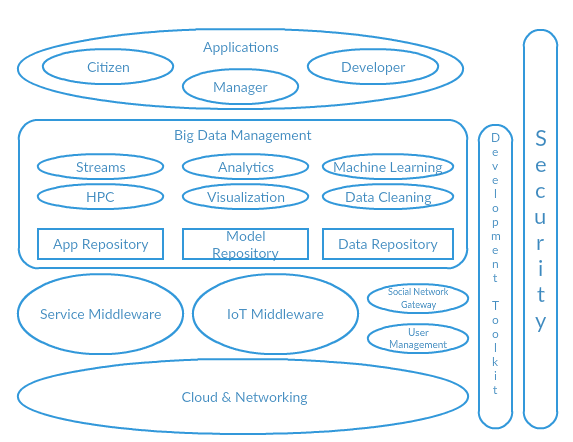 Applications
Citizen
Manager
Developer
Big Data Management
Streams
Analytics
Machine Learning
HPC
Visualization
Data Cleaning
App Repository
Model
Repository
Data Repository
Service Middleware
IoT Middleware
Social Network
Gateway
User
Management
Cloud & Networking
Development Toolkit
Security